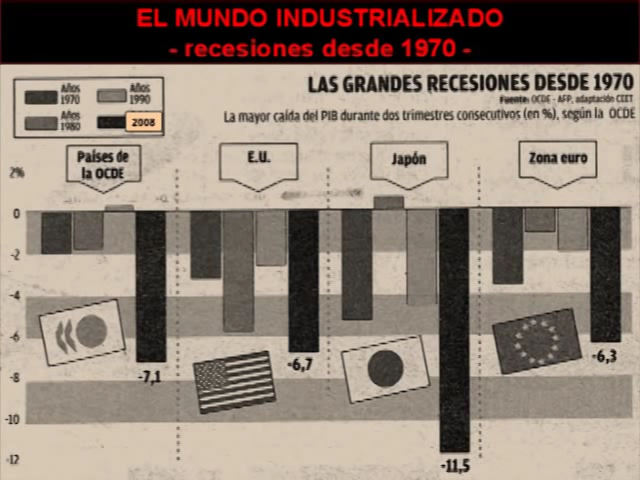 EL MUNDO INDUSTRIALIZADO
- recesiones desde 1970 -
LAS GRANDES RECESIONES DESDE 1970
Fuente: OCDE - AFP, adaptación CEET
La mayor caída del PIB durante dos trimestres consecutivos (en %), según la OCDE
Años 1970
Años 1990
Años 1980
2008
Países de la OCDE
E.U.
Japón
Zona euro
2%
0
-2
-4
-6
-8
-10
-12
-7,1
-6,7
-11,5
-6,3